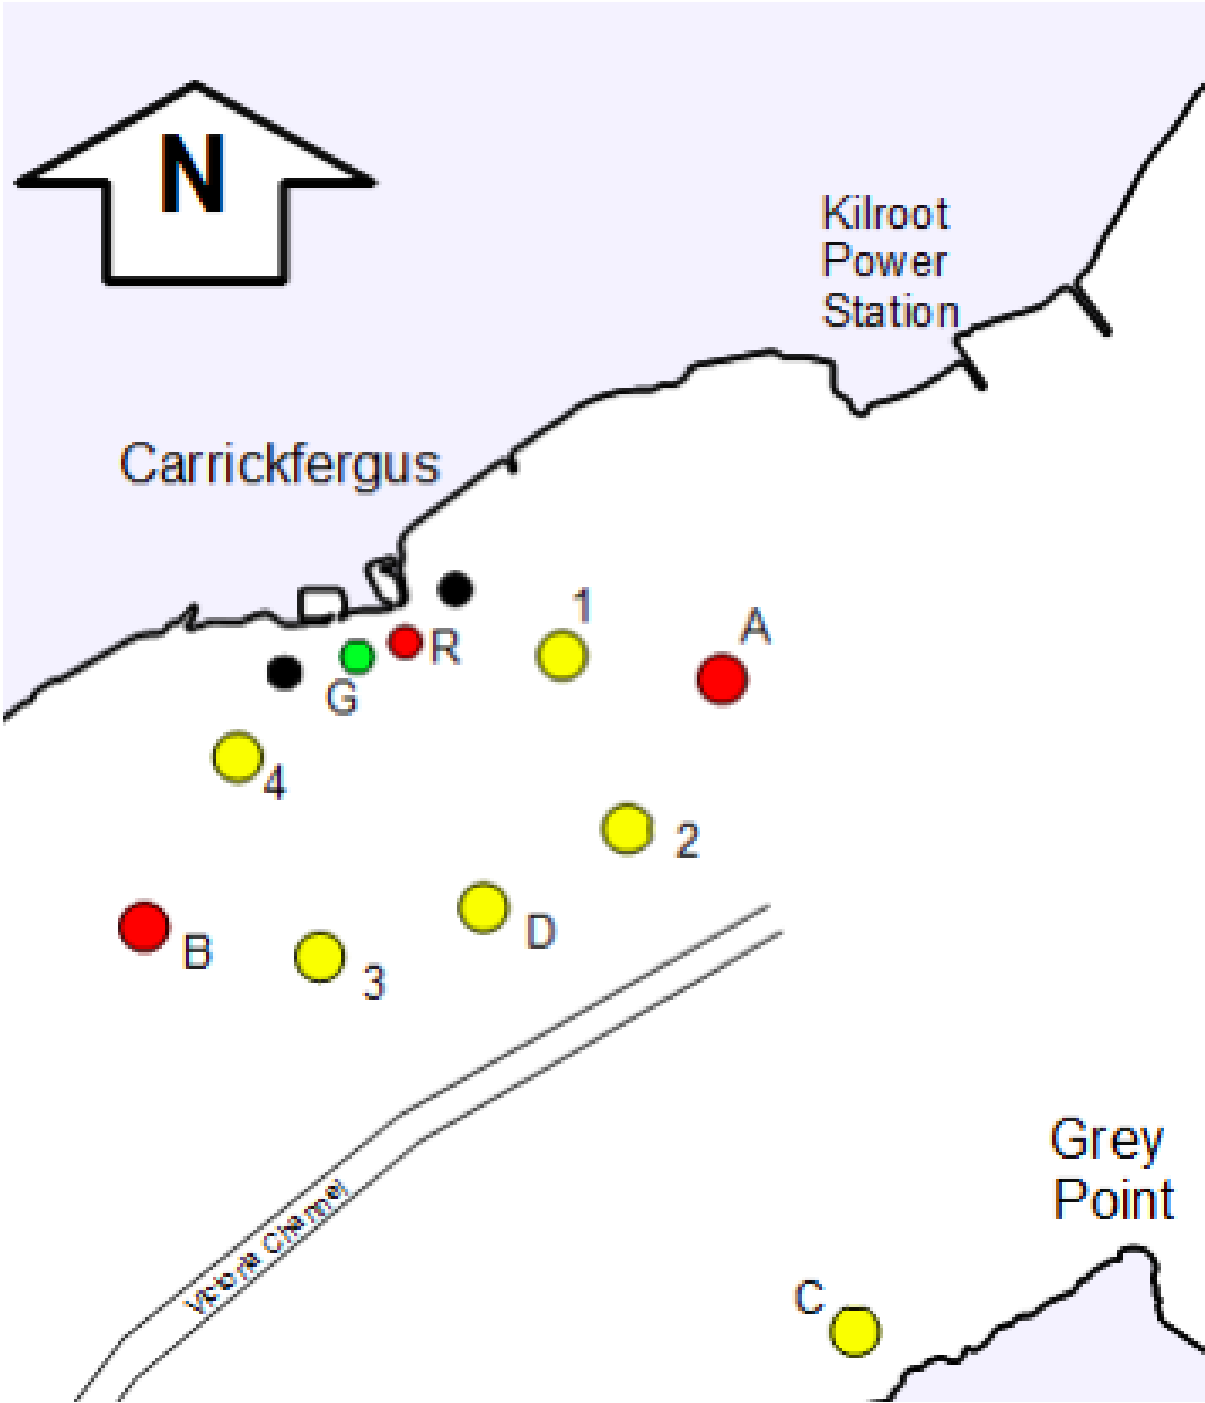 N
Kilroot
Power
Station
Carrickfergus
1
A
R
G
4
2
B
D
3
Grey
Point
Victoria Channel
C